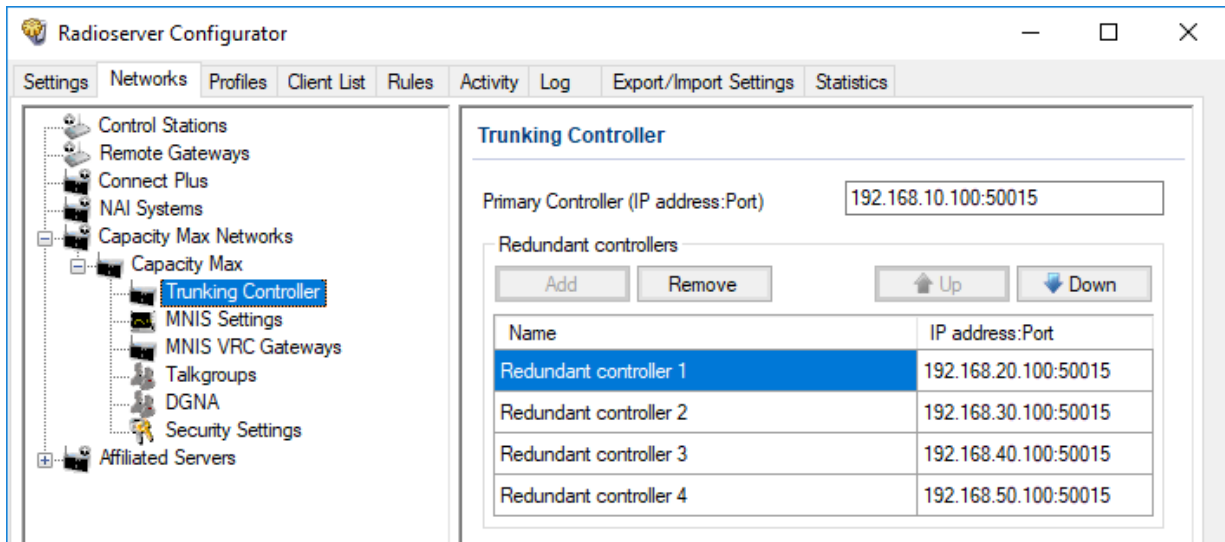 Radioserver Configurator
Settings Networks Profiles Client List Rules Activity Log Export/Import Settings Statistics
Control Stations
Remote Gateways
Connect Plus
NAI Systems
Capacity Max Networks
Capacity Max
Trunking Controller
MNIS Settings
MNIS VRC Gateways
Talkgroups
DGNA
Security Settings
Affiliated Servers
Trunking Controller
Primary Controller (IP address:Port) 192.168.10.100:50015
Redundant controllers
Add Remove Up Down
Name IP address:Port
Redundant controller 1 192.168.20.100:50015
Redundant controller 2 192.168.30.100:50015
Redundant controller 3 192.168.40.100:50015
Redundant controller 4 192.168.50.100:50015